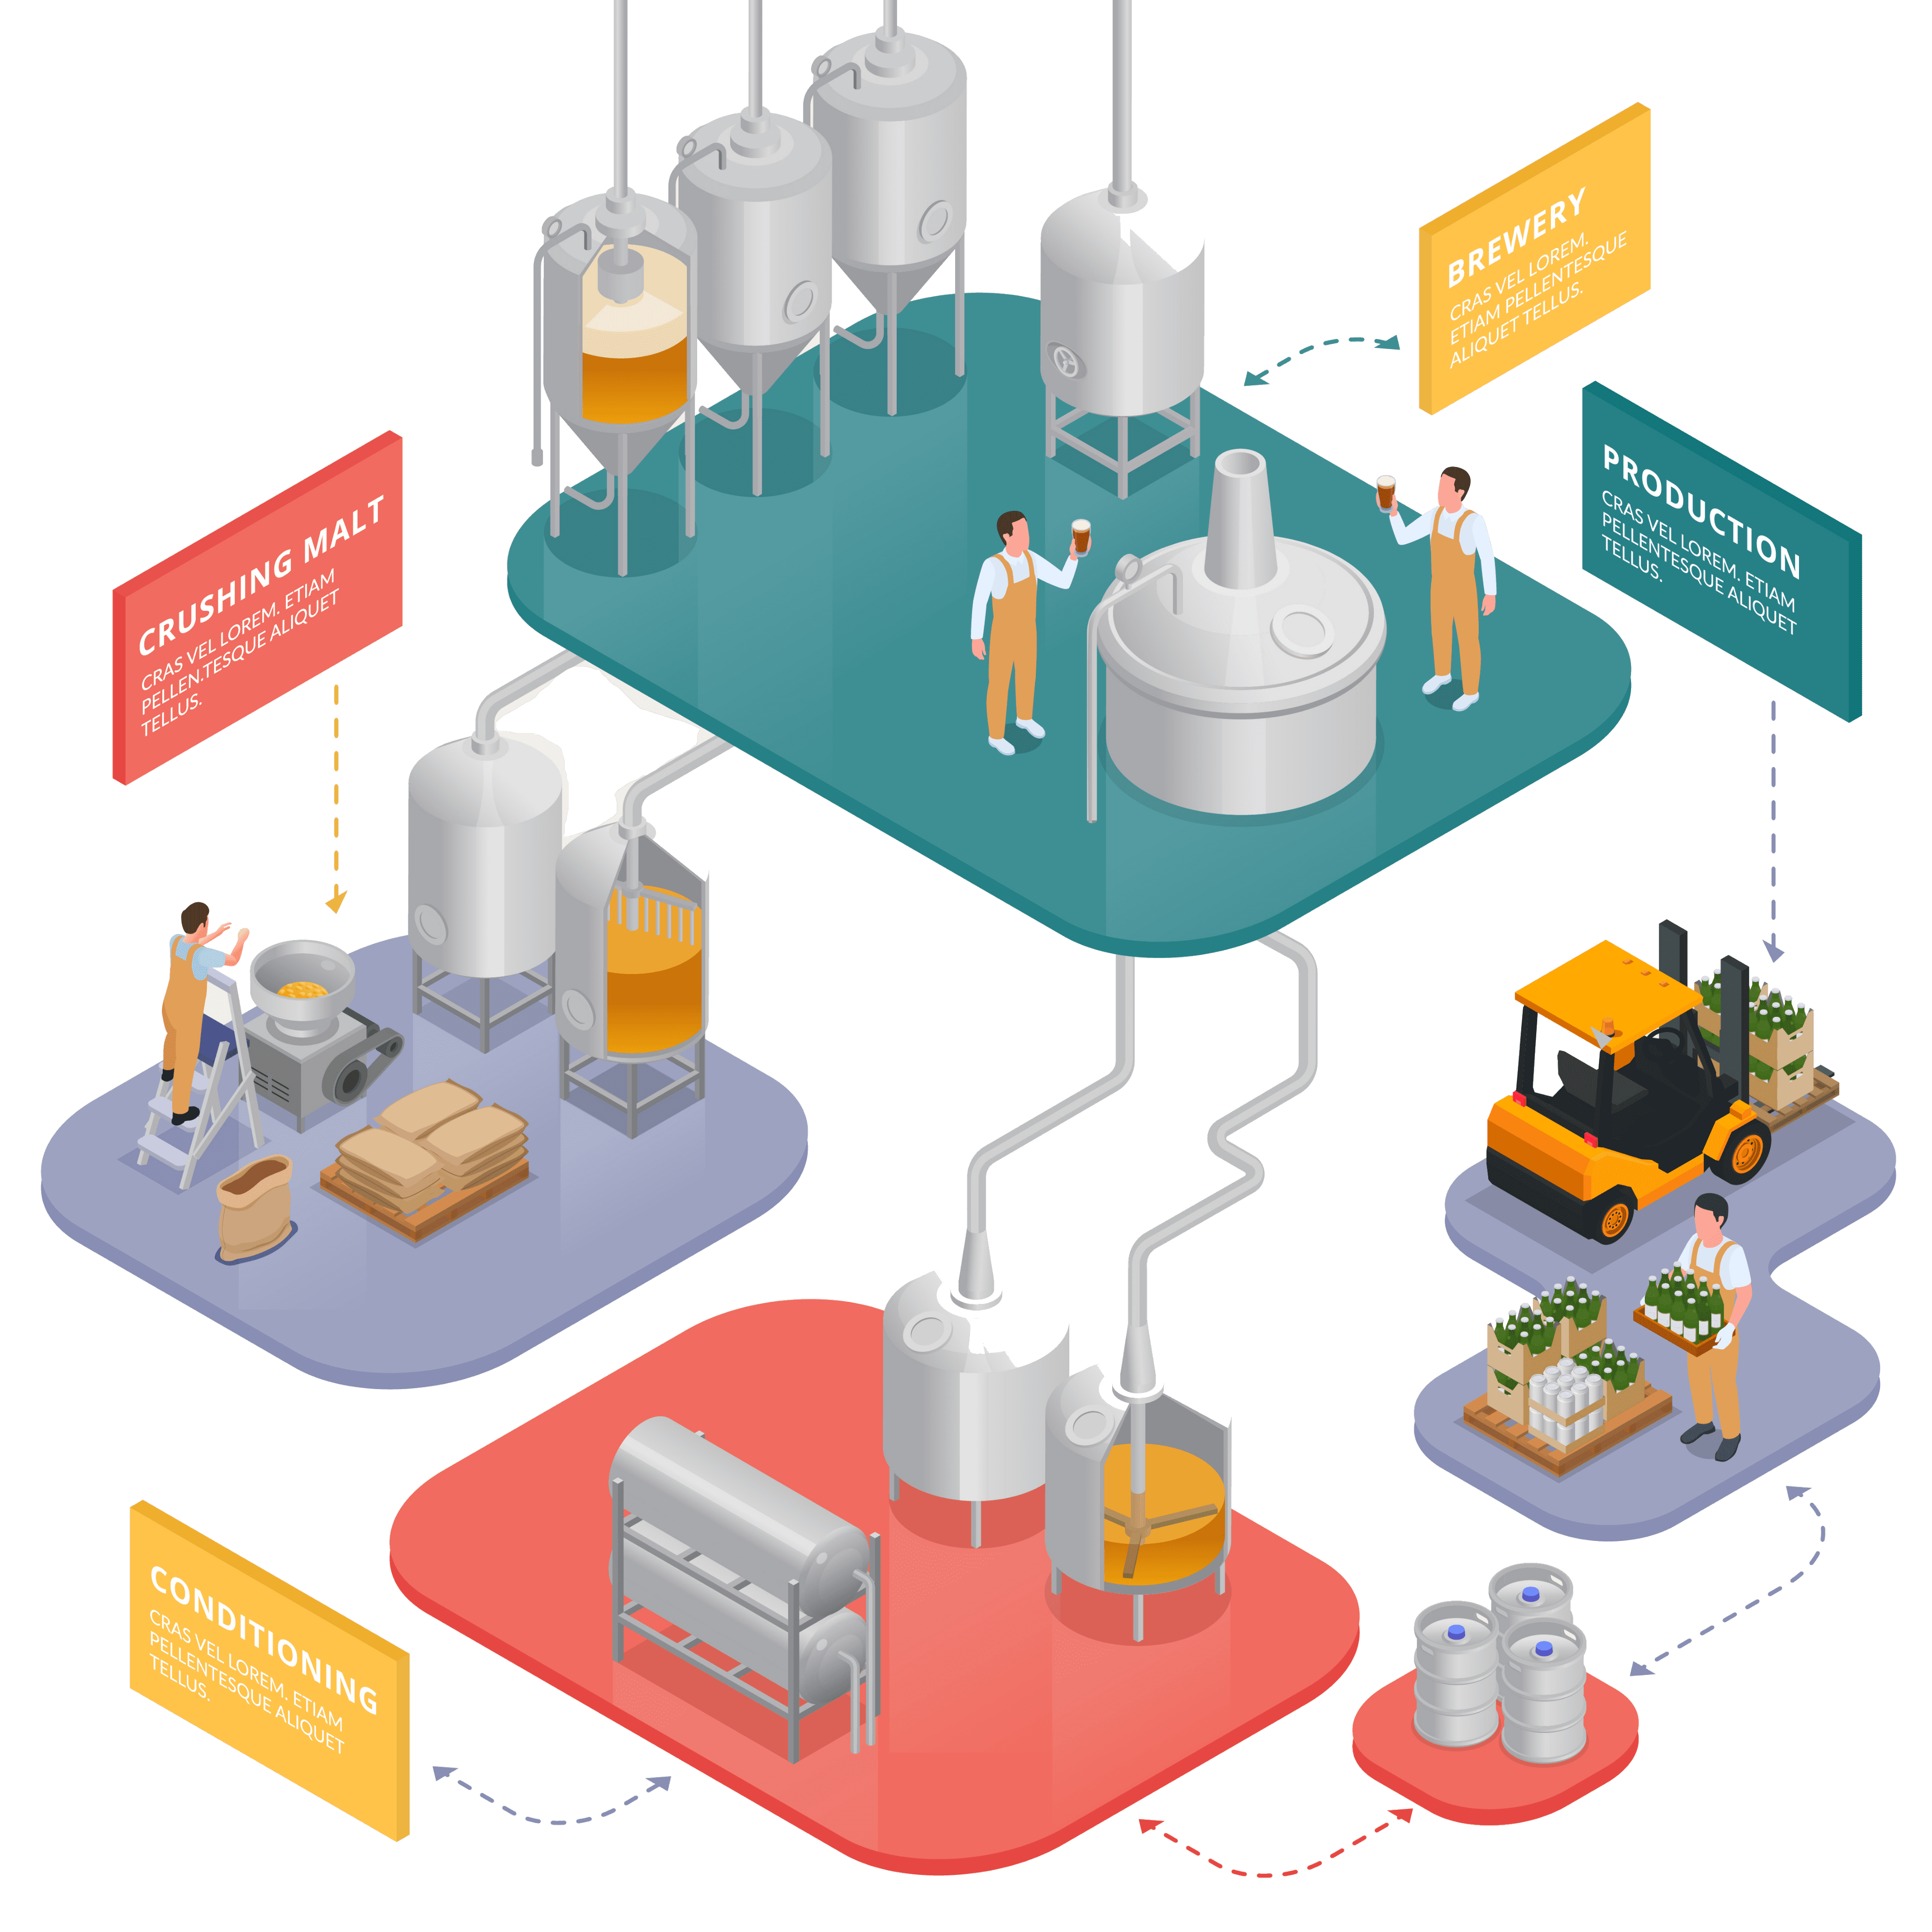 BREWERY
CRAS VEL LOREM.
ETIAM PELLENTESQUE
ALIQUET TELLUS.
PRODUCTION
CRAS VEL LOREM. ETIAM
PELLENTESQUE ALIQUET
TELLUS.
CRUSHING MALT
CRAS VEL LOREM. ETIAM
PELLEN.TESQUE ALIQUET
TELLUS.
CONDITIONING
CRAS VEL LOREM. ETIAM
PELLENTESQUE ALIQUET
TELLUS.